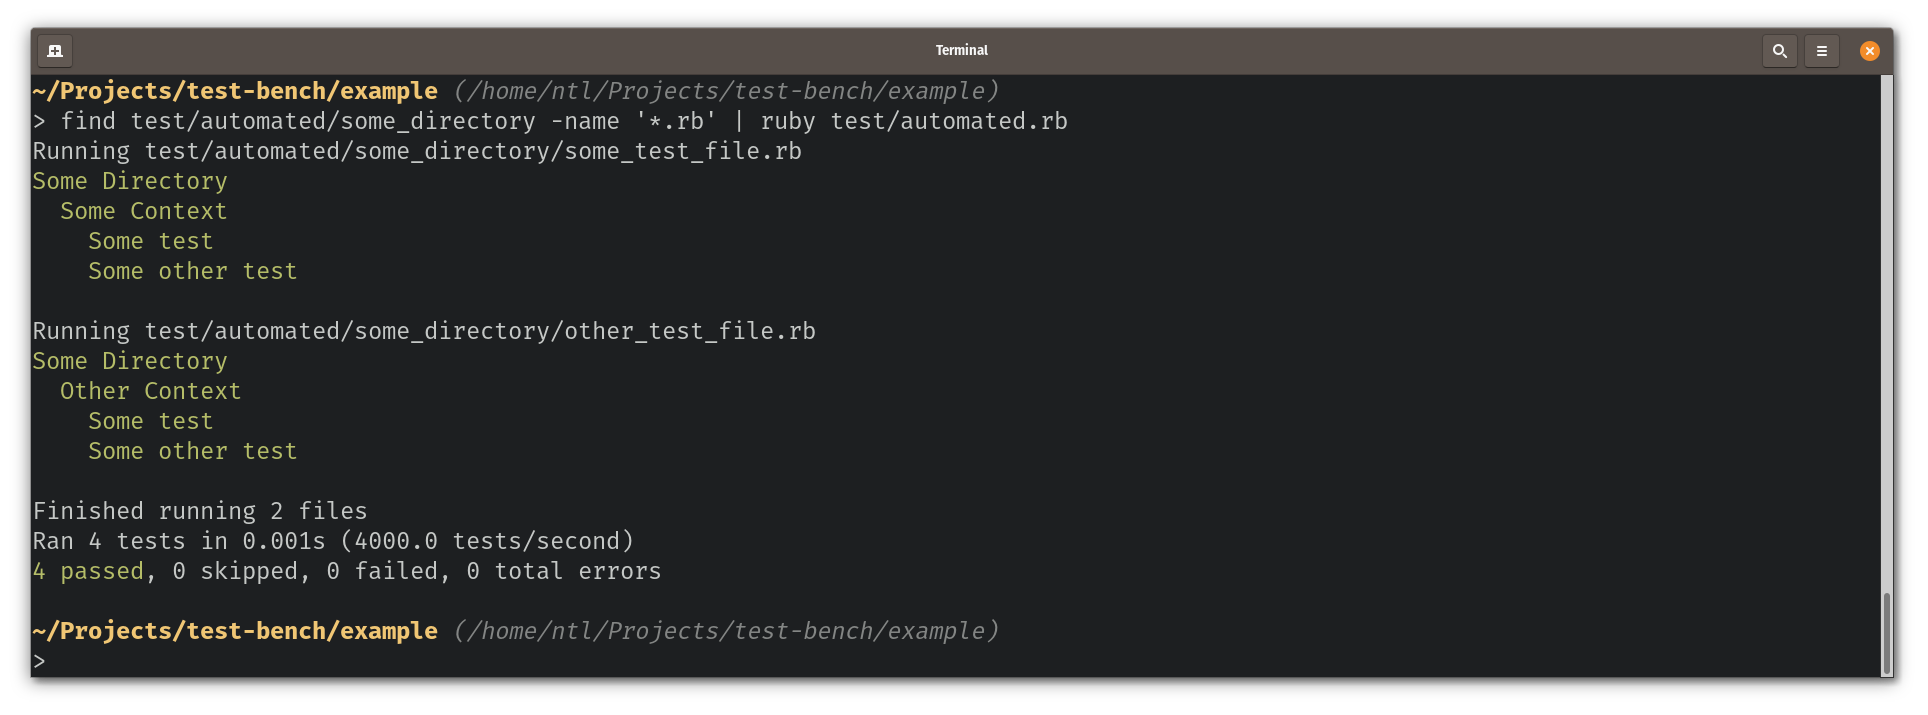 Terminal
~/Projects/test-bench/example (/home/ntl/Projects/test-bench/example)
> find test/automated/some_directory -name '*.rb' | ruby test/automated.rb
Running test/automated/some_directory/some_test_file.rb
Some Directory
  Some Context
    Some test
    Some other test

Running test/automated/some_directory/other_test_file.rb
Some Directory
  Other Context
    Some test
    Some other test

Finished running 2 files
Ran 4 tests in 0.001s (4000.0 tests/second)
4 passed, 0 skipped, 0 failed, 0 total errors

~/Projects/test-bench/example (/home/ntl/Projects/test-bench/example)
>